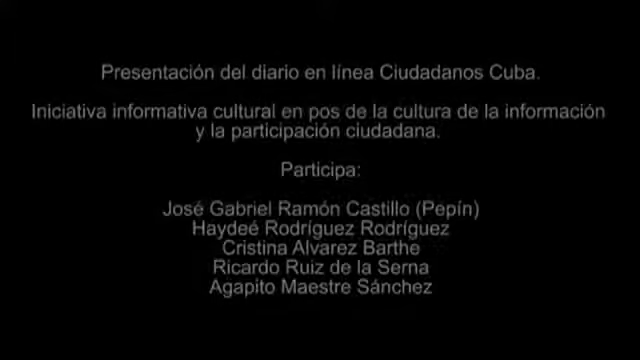 Presentación del diario en línea Ciudadanos Cuba.
Iniciativa informativa cultural en pos de la cultura de la información
y la participación ciudadana.
Participa:
José Gabriel Ramón Castillo (Pepín)
Haydeé Rodríguez Rodríguez
Cristina Alvarez Barthe
Ricardo Ruiz de la Serna
Agapito Maestre Sánchez